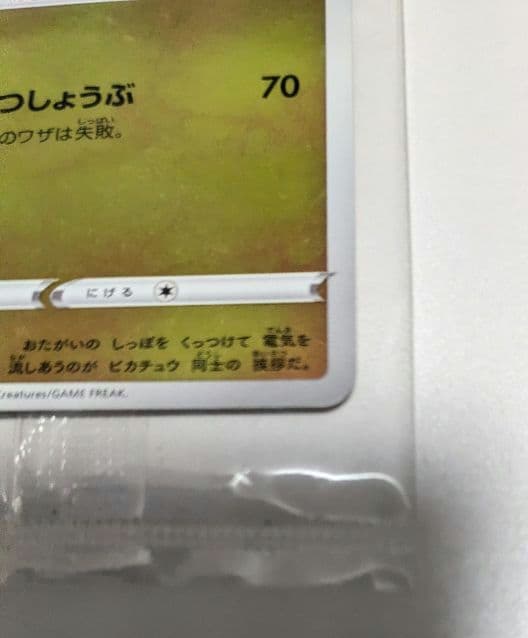 つしょうぶ 70
のワザは失敗。
にげる
おたがいの しっぽを くっつけて 電気を
流しあうのが ピカチュウ 同士の 挨拶だ。
Creatures/GAME FREAK.